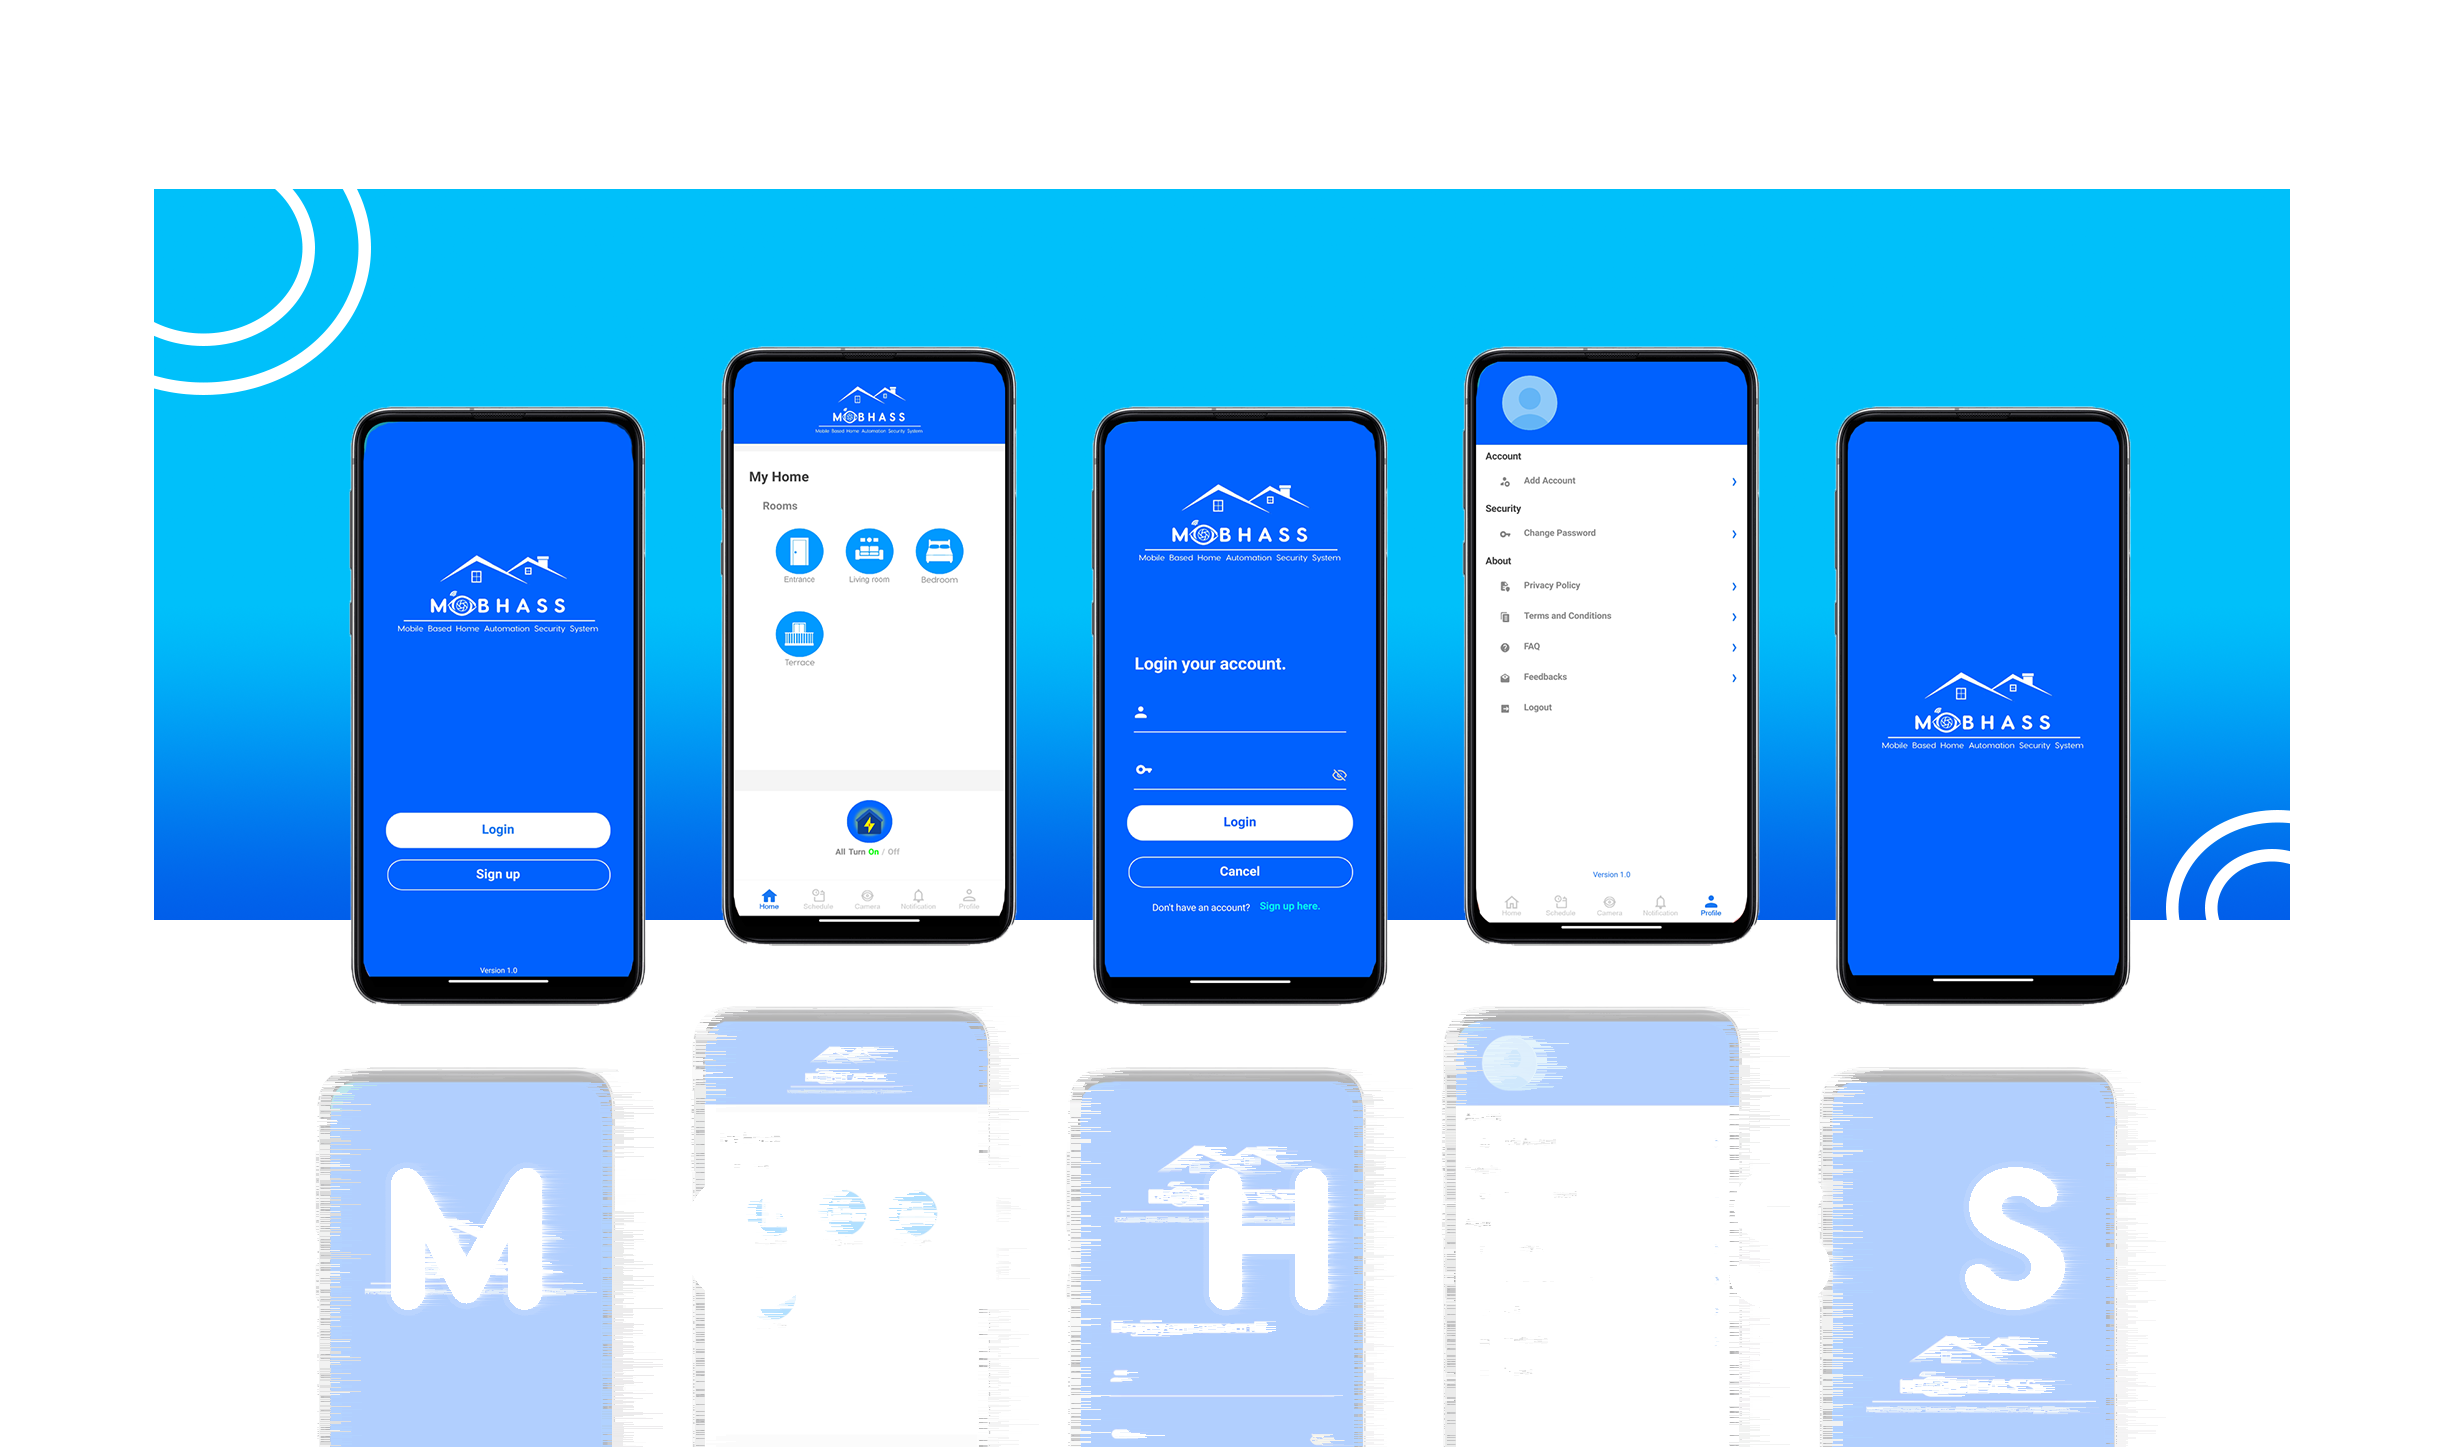 MOBHASS
Mobile Based Home Automation Security System
Login
Sign up
Version 1.0
MOBHASS
Mobile Based Home Automation Security System
My Home
Rooms
Entrance
Living room
Bedroom
Terrace
All Turn On / Off
Home
Schedule
Camera
Notification
Profile
MOBHASS
Mobile Based Home Automation Security System
Login your account.
Login
Cancel
Don't have an account? Sign up here.
Account
Add Account
Security
Change Password
About
Privacy Policy
Terms and Conditions
FAQ
Feedbacks
Logout
Version 1.0
Home
Schedule
Camera
Notification
Profile
MOBHASS
Mobile Based Home Automation Security System
M H S